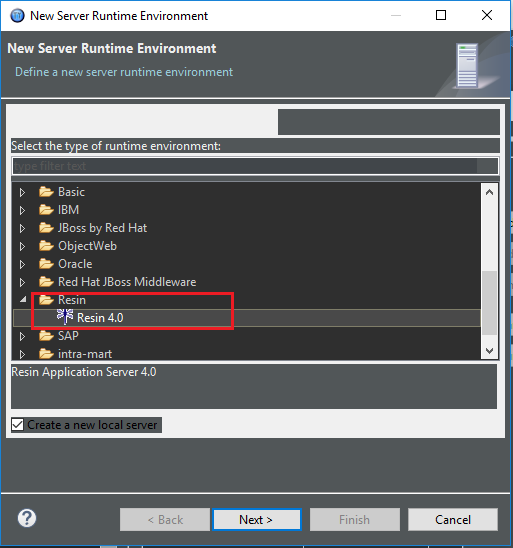 New Server Runtime Environment
New Server Runtime Environment
Define a new server runtime environment
Select the type of runtime environment:
type filter text
Basic
IBM
JBoss by Red Hat
ObjectWeb
Oracle
Red Hat JBoss Middleware
Resin
Resin 4.0
SAP
intra-mart
Resin Application Server 4.0
Create a new local server
?
< Back
Next >
Finish
Cancel